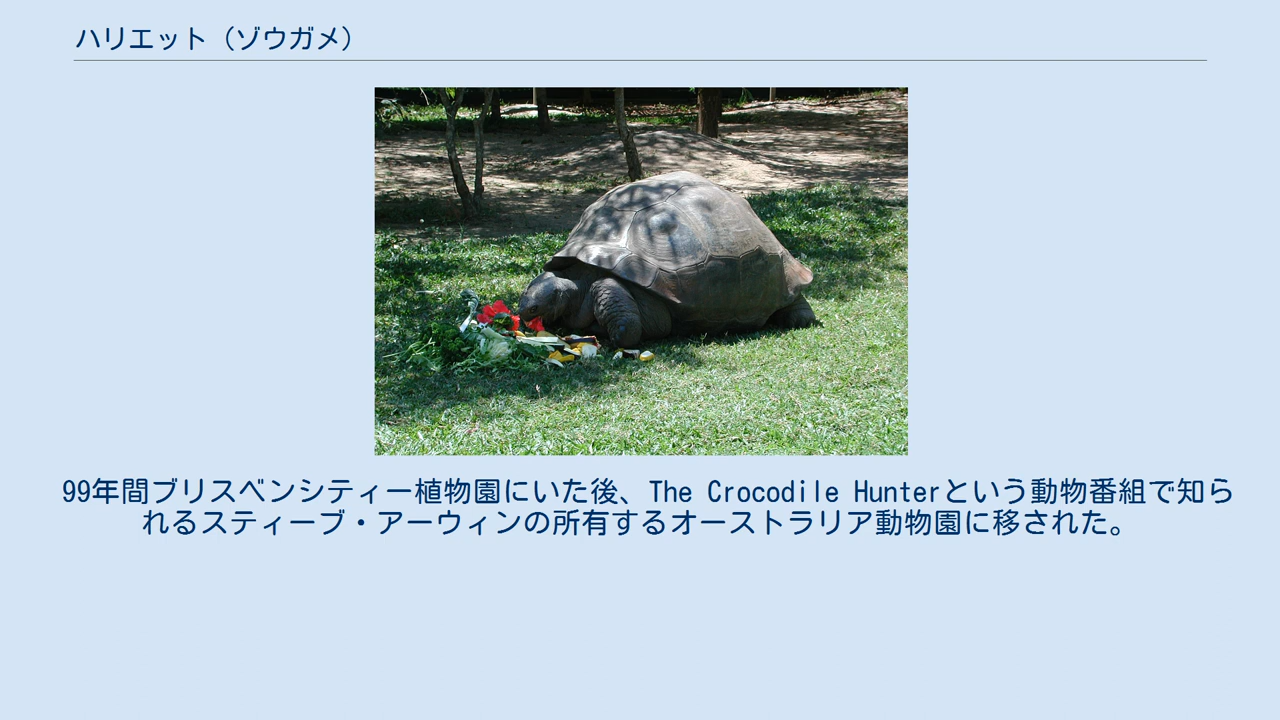 ハリエット（ゾウガメ）
99年間ブリスベンシティー植物園にいた後、The Crocodile Hunterという動物番組で知ら
れるスティーブ・アーウィンの所有するオーストラリア動物園に移された。